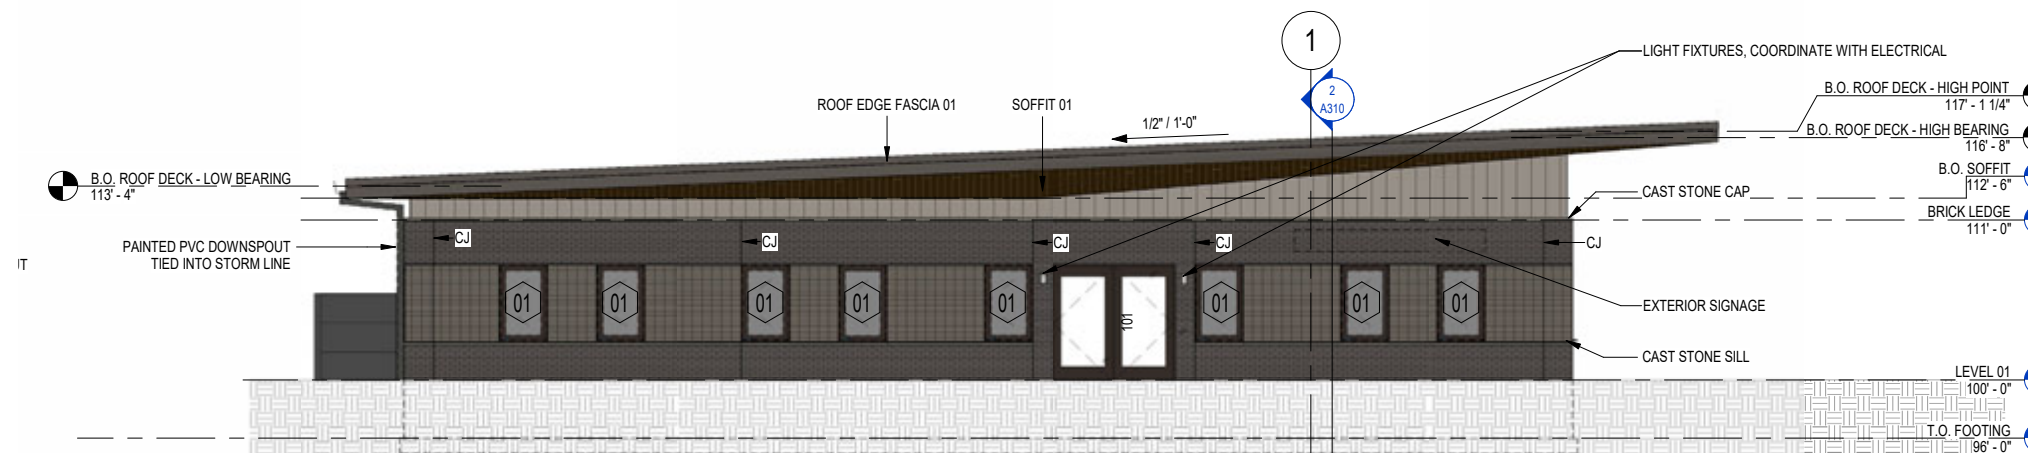 1
LIGHT FIXTURES, COORDINATE WITH ELECTRICAL
2
A310
B.O. ROOF DECK - HIGH POINT
117' - 1 1/4"
ROOF EDGE FASCIA 01
SOFFIT 01
1/2" / 1'-0"
B.O. ROOF DECK - HIGH BEARING
116' - 8"
B.O. SOFFIT
112' - 6"
B.O. ROOF DECK - LOW BEARING
113' - 4"
CAST STONE CAP
BRICK LEDGE
111' - 0"
PAINTED PVC DOWNSPOUT
TIED INTO STORM LINE
CJ
CJ
CJ
CJ
CJ
01
01
01
01
01
01
01
01
101
EXTERIOR SIGNAGE
CAST STONE SILL
LEVEL 01
100' - 0"
T.O. FOOTING
96' - 0"